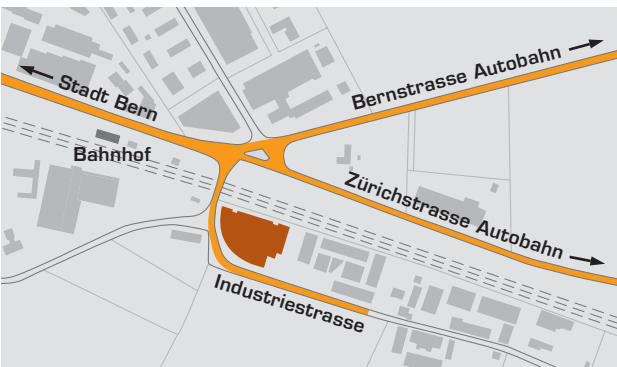 Stadt Bern
Bernstrasse Autobahn
Bahnhof
Zürichstrasse Autobahn
Industriestrasse